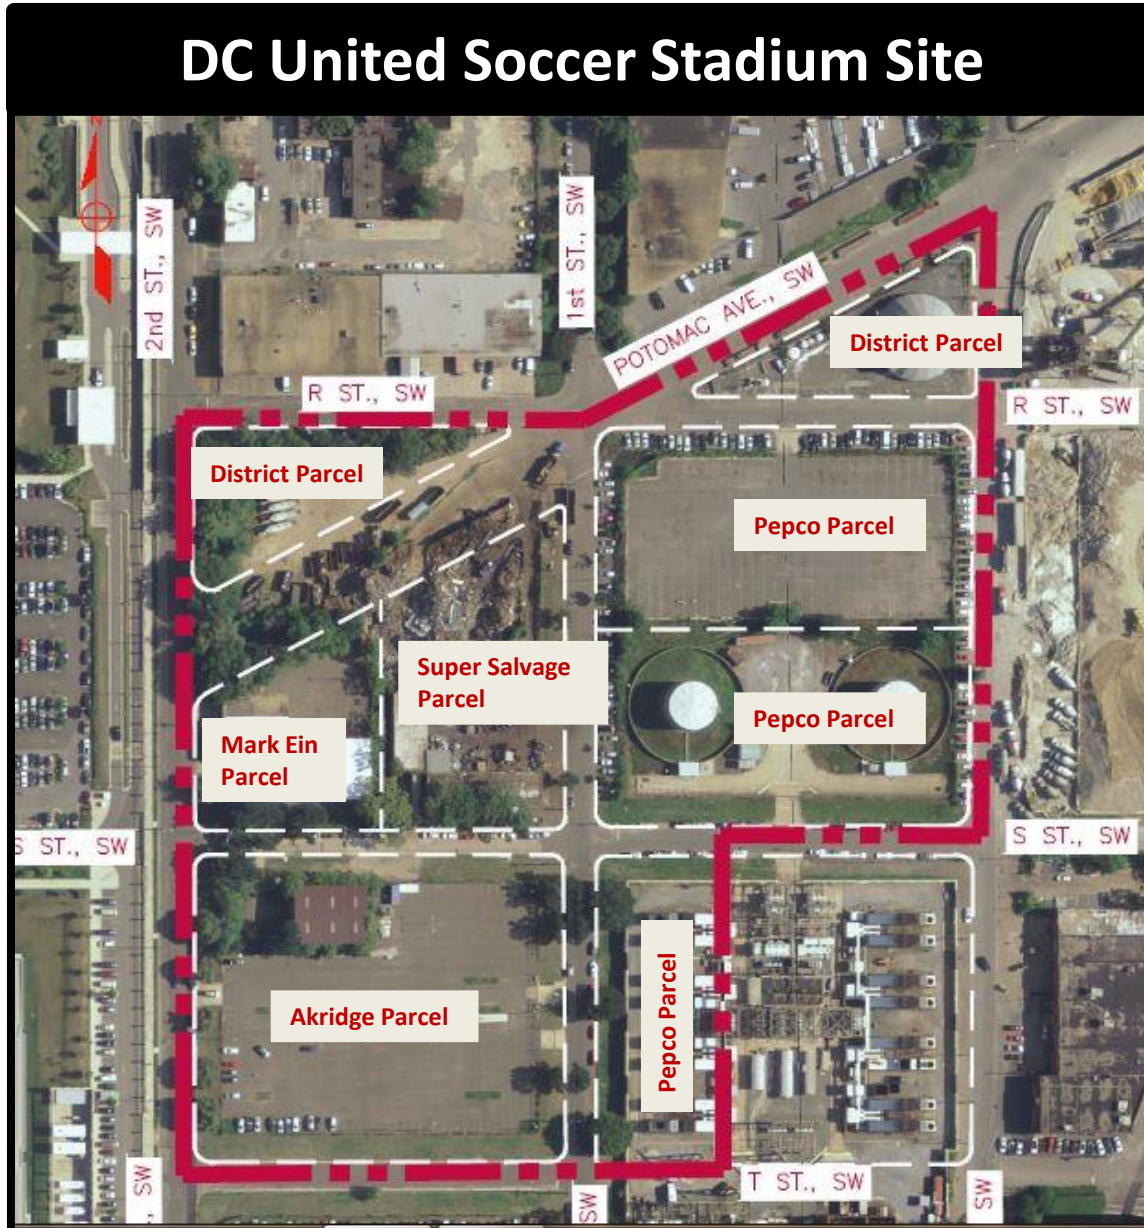 DC United Soccer Stadium Site
2nd ST., SW
1st ST., SW
POTOMAC AVE., SW
District Parcel
R ST., SW
R ST., SW
District Parcel
Pepco Parcel
Super Salvage
Parcel
Pepco Parcel
Mark Ein
Parcel
S ST., SW
S ST., SW
Pepco Parcel
Akridge Parcel
T ST., SW
, SW
SW
SW